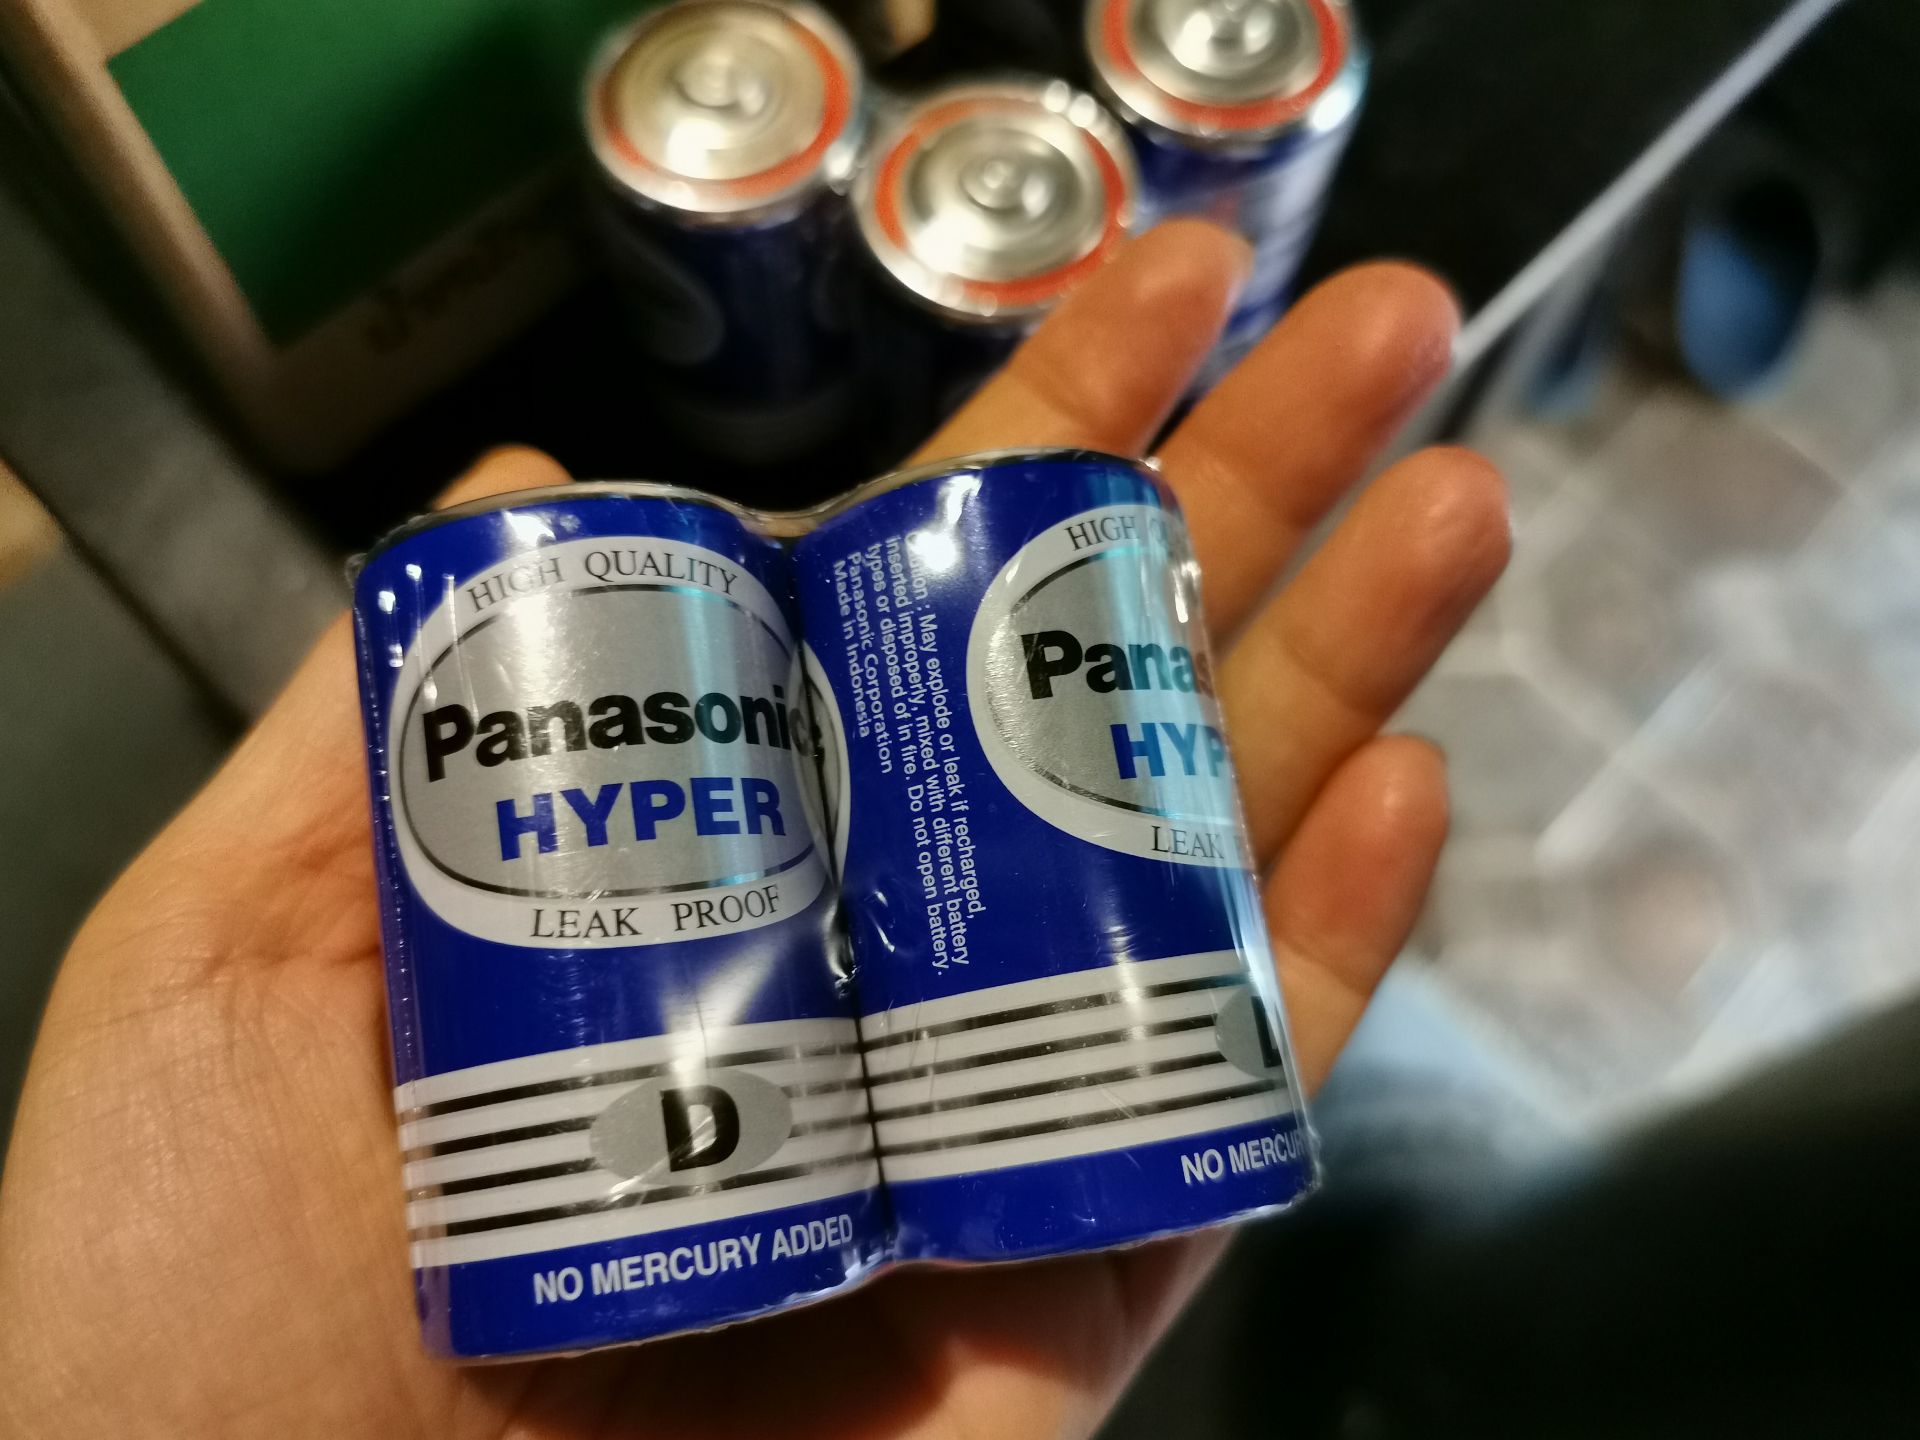 HIGH QUALITY
Panasonic
HYPER
LEAK PROOF
D
NO MERCURY ADDED
Caution : May explode or leak if recharged,
inserted improperly, mixed with different battery
types or disposed of in fire. Do not open battery.
Panasonic Corporation
Made in Indonesia
HIGH
Panas
HYP
LEAK
NO MERCUR